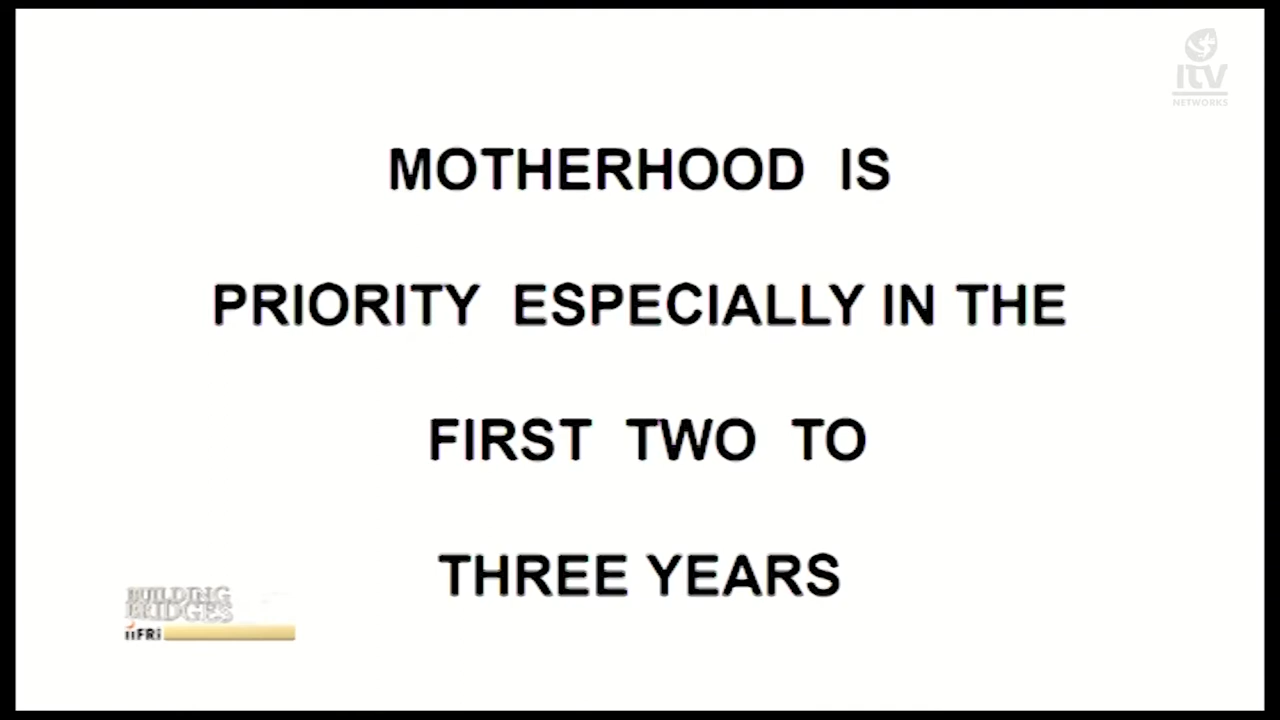 ITV
NETWORKS
MOTHERHOOD IS
PRIORITY ESPECIALLY IN THE
FIRST TWO TO
THREE YEARS
BUILDING
BRIDGES
iiFRi